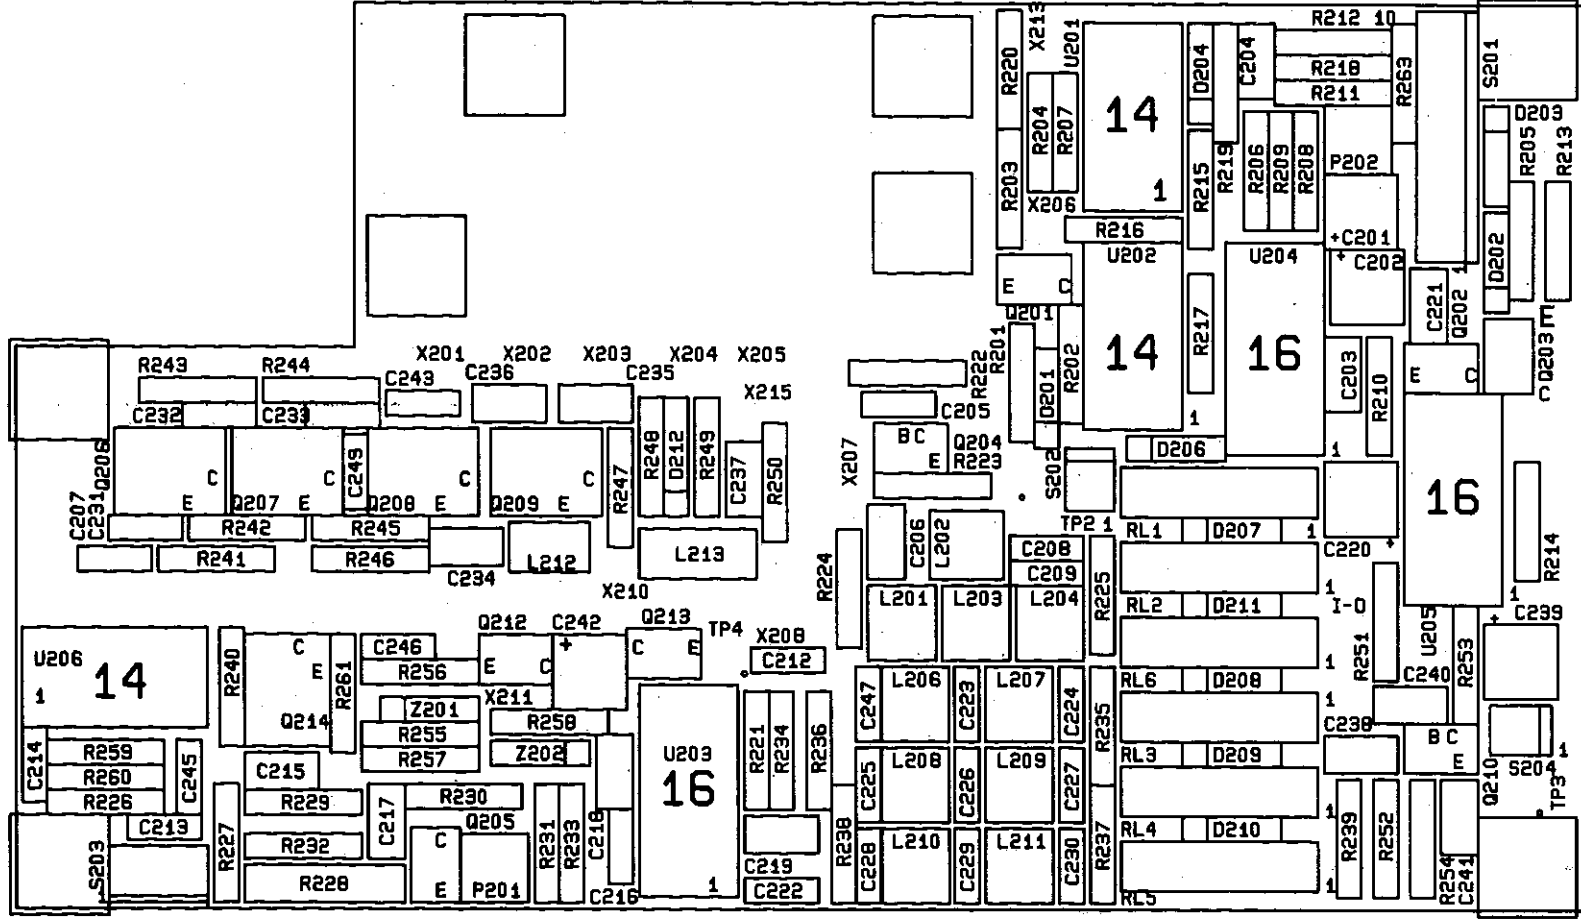 R212 10
X213
U201
R220
D204
C204
R218
R211
R263
S201
R204
R207
14
1
R203
X206
R215
R219
R206
R209
R208
P202
D203
R205
R213
R216
U202
+C201
U204
+
C202
1
D202
E
C
Q201
C221
Q202
R217
14
1
16
1
C203
R210
E
C
E
Q203
C
R243
R244
X201
X202
X203
X204
X205
C243
C236
C235
X215
R222
R201
D201
R202
C232
C233
C205
Q206
C
E
Q207
C
E
C249
Q208
C
E
Q209
C
E
R247
R248
D212
R249
C237
R250
X207
B C
E
Q204
R223
S202
D206
16
1
R214
C207
C231
R242
R245
R241
R246
C234
L212
L213
X210
TP2 1
RL1
D207
1
C220
+
C206
L202
C208
C209
R224
L201
L203
L204
R225
RL2
D211
1
I-O
R251
U205
R253
C239
+
U206
14
1
R240
C
E
R261
Q214
C246
R256
Q212
C242
+
E
C
Q213
C
E
TP4
X208
C212
X211
Z201
R255
R257
R258
Z202
C247
L206
C223
L207
C224
R235
RL6
D208
1
C240
C238
B C
E
Q210
1
S204
TP3
C214
R259
R260
R226
C245
C215
R229
R227
C217
R230
U203
16
1
R221
R234
R236
C225
L208
C226
L209
C227
RL3
D209
1
C213
S203
1
R232
R228
Q205
C
E
P201
R231
R233
C218
C216
C219
C222
R238
C228
L210
C229
L211
C230
R237
RL4
D210
1
RL5
1
R239
R252
R254
C241